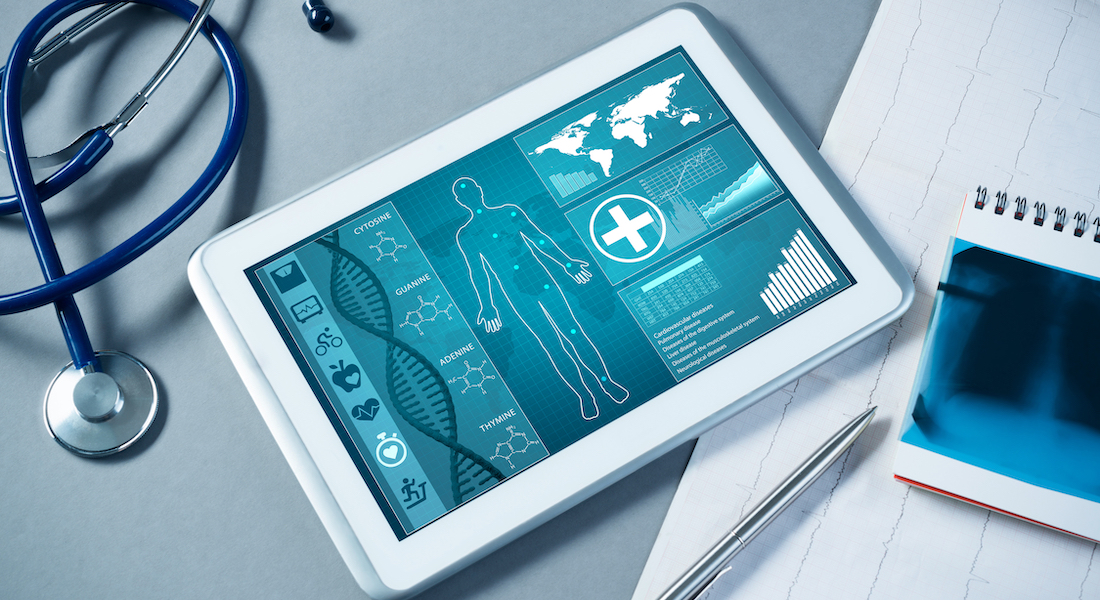 CYTOSINE
GUANINE
ADENINE
THYMINE
Cardiovascular diseases
Pulmonary disease
Diseases of the digestive system
Liver disease
Diseases of the musculoskeletal system
Neurological diseases